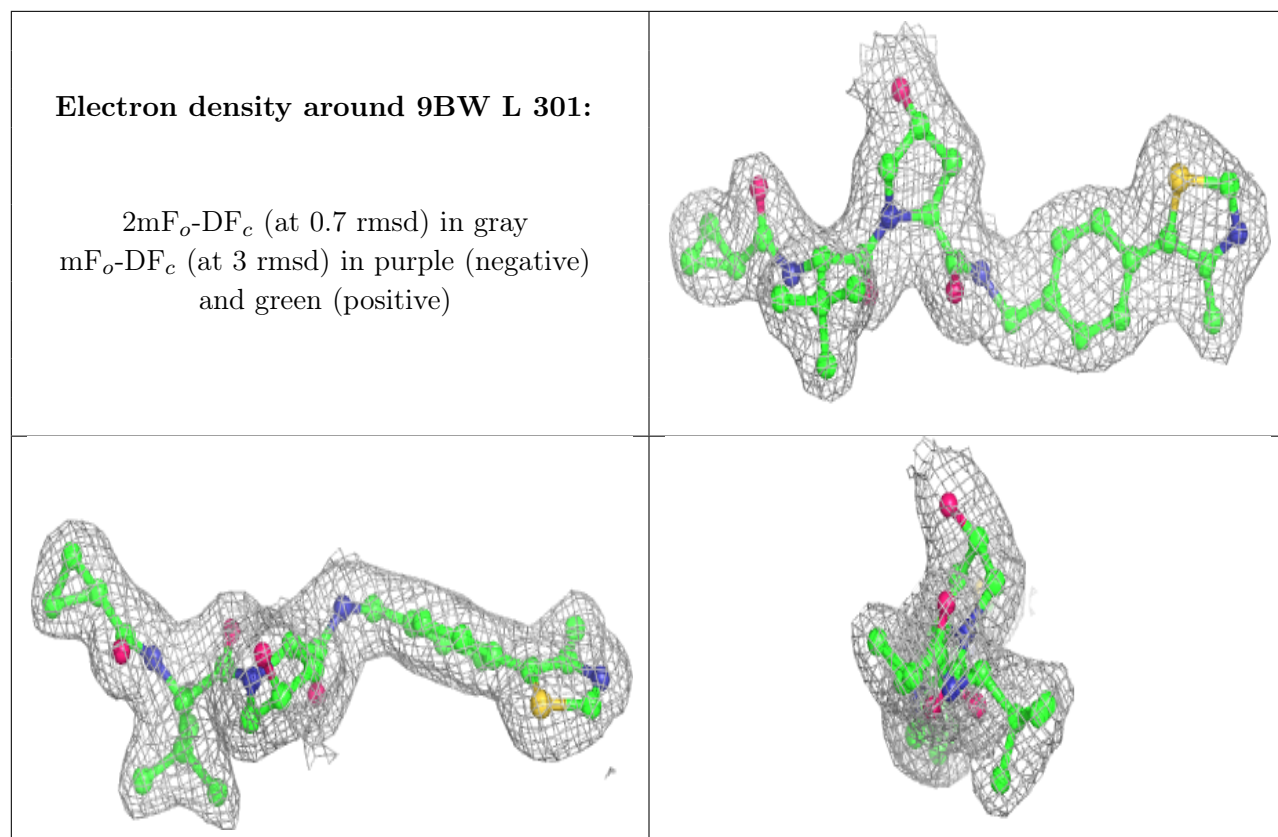 Electron density around 9BW L 301:
2mFo-DFc (at 0.7 rmsd) in gray
mFo-DFc (at 3 rmsd) in purple (negative)
and green (positive)